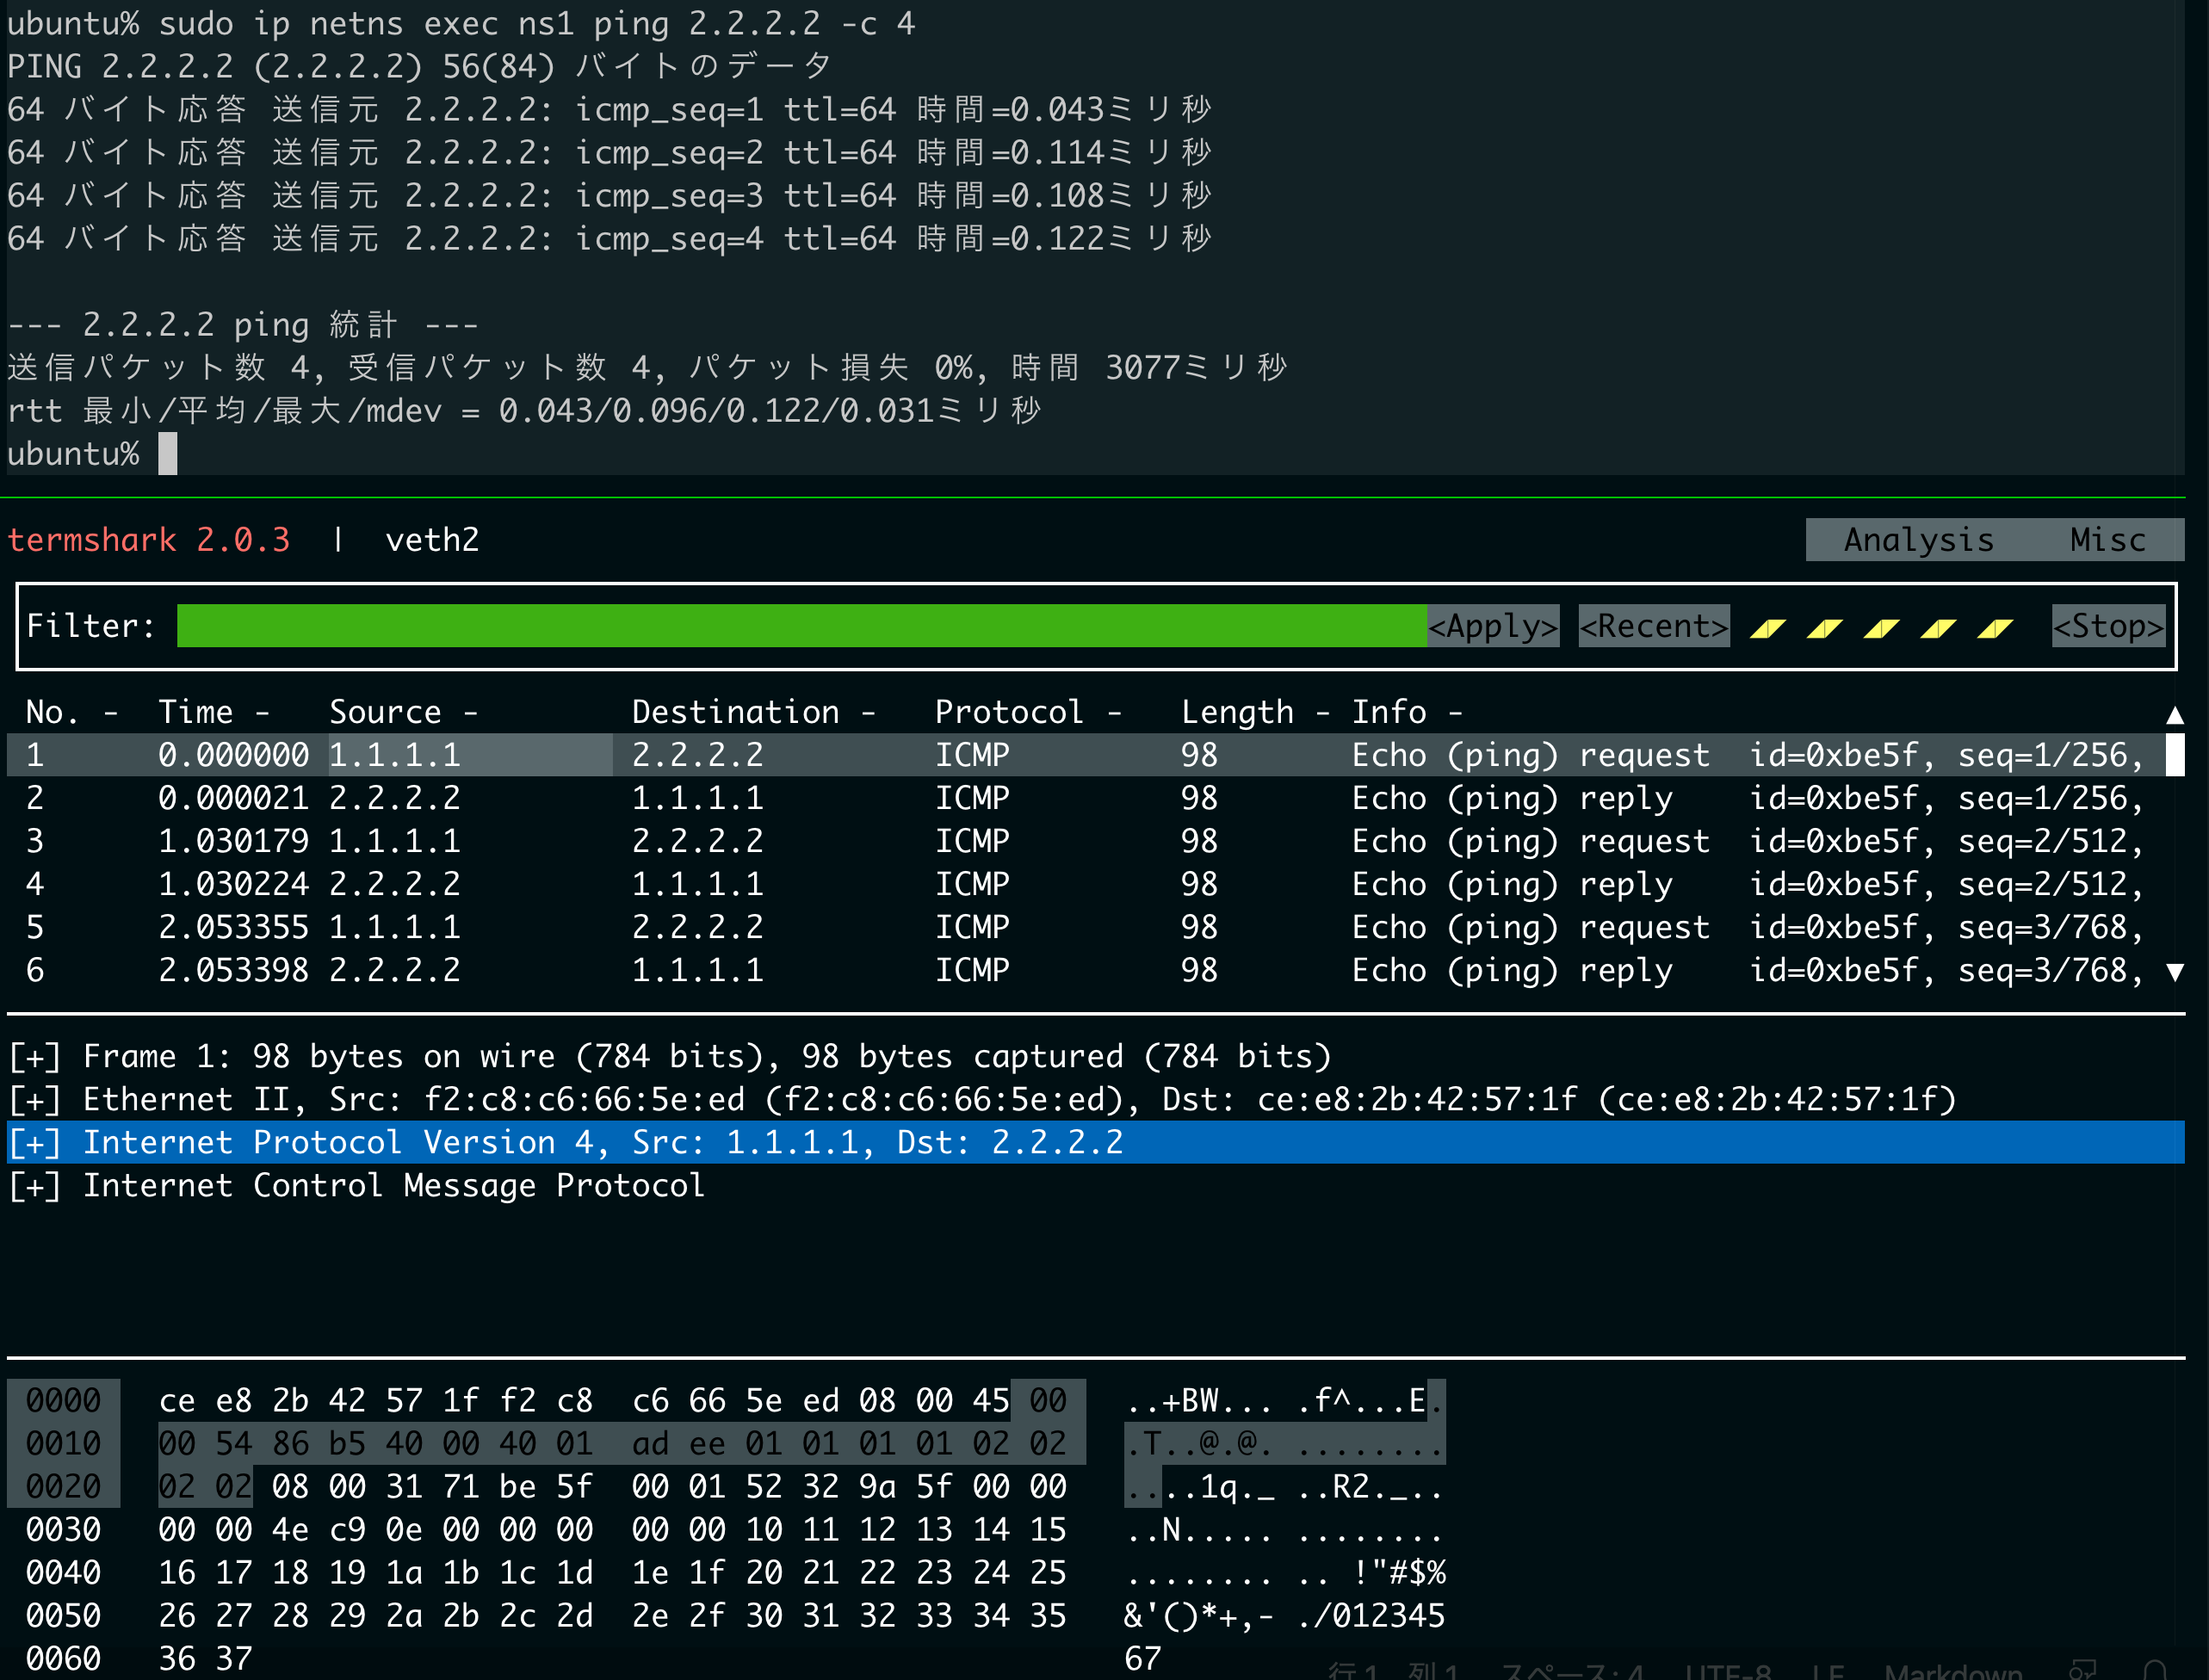 ubuntu% sudo ip netns exec ns1 ping 2.2.2.2 -c 4
PING 2.2.2.2 (2.2.2.2) 56(84) バイトのデータ
64 バイト応答 送信元 2.2.2.2: icmp_seq=1 ttl=64 時間=0.043ミリ秒
64 バイト応答 送信元 2.2.2.2: icmp_seq=2 ttl=64 時間=0.114ミリ秒
64 バイト応答 送信元 2.2.2.2: icmp_seq=3 ttl=64 時間=0.108ミリ秒
64 バイト応答 送信元 2.2.2.2: icmp_seq=4 ttl=64 時間=0.122ミリ秒
--- 2.2.2.2 ping 統計 ---
送信パケット数 4, 受信パケット数 4, パケット損失 0%, 時間 3077ミリ秒
rtt 最小/平均/最大/mdev = 0.043/0.096/0.122/0.031ミリ秒
ubuntu%
termshark 2.0.3 | veth2 Analysis Misc
Filter: <Apply> <Recent> <Stop>
No. - Time - Source - Destination - Protocol - Length - Info -
1 0.000000 1.1.1.1 2.2.2.2 ICMP 98 Echo (ping) request id=0xbe5f, seq=1/256,
2 0.000021 2.2.2.2 1.1.1.1 ICMP 98 Echo (ping) reply id=0xbe5f, seq=1/256,
3 1.030179 1.1.1.1 2.2.2.2 ICMP 98 Echo (ping) request id=0xbe5f, seq=2/512,
4 1.030224 2.2.2.2 1.1.1.1 ICMP 98 Echo (ping) reply id=0xbe5f, seq=2/512,
5 2.053355 1.1.1.1 2.2.2.2 ICMP 98 Echo (ping) request id=0xbe5f, seq=3/768,
6 2.053398 2.2.2.2 1.1.1.1 ICMP 98 Echo (ping) reply id=0xbe5f, seq=3/768,
[+] Frame 1: 98 bytes on wire (784 bits), 98 bytes captured (784 bits)
[+] Ethernet II, Src: f2:c8:c6:66:5e:ed (f2:c8:c6:66:5e:ed), Dst: ce:e8:2b:42:57:1f (ce:e8:2b:42:57:1f)
[+] Internet Protocol Version 4, Src: 1.1.1.1, Dst: 2.2.2.2
[+] Internet Control Message Protocol
0000 ce e8 2b 42 57 1f f2 c8 c6 66 5e ed 08 00 45 00 ..+BW... .f^...E.
0010 00 54 86 b5 40 00 40 01 ad ee 01 01 01 01 02 02 .T..@.@. ........
0020 02 02 08 00 31 71 be 5f 00 01 52 32 9a 5f 00 00 ....1q._ ..R2._..
0030 00 00 4e c9 0e 00 00 00 00 00 10 11 12 13 14 15 ..N..... ........
0040 16 17 18 19 1a 1b 1c 1d 1e 1f 20 21 22 23 24 25 ........ .. !"#$%
0050 26 27 28 29 2a 2b 2c 2d 2e 2f 30 31 32 33 34 35 &'()*+,- ./012345
0060 36 37 67
行 1、列 1 スペース: 4 UTF-8 LF Markdown